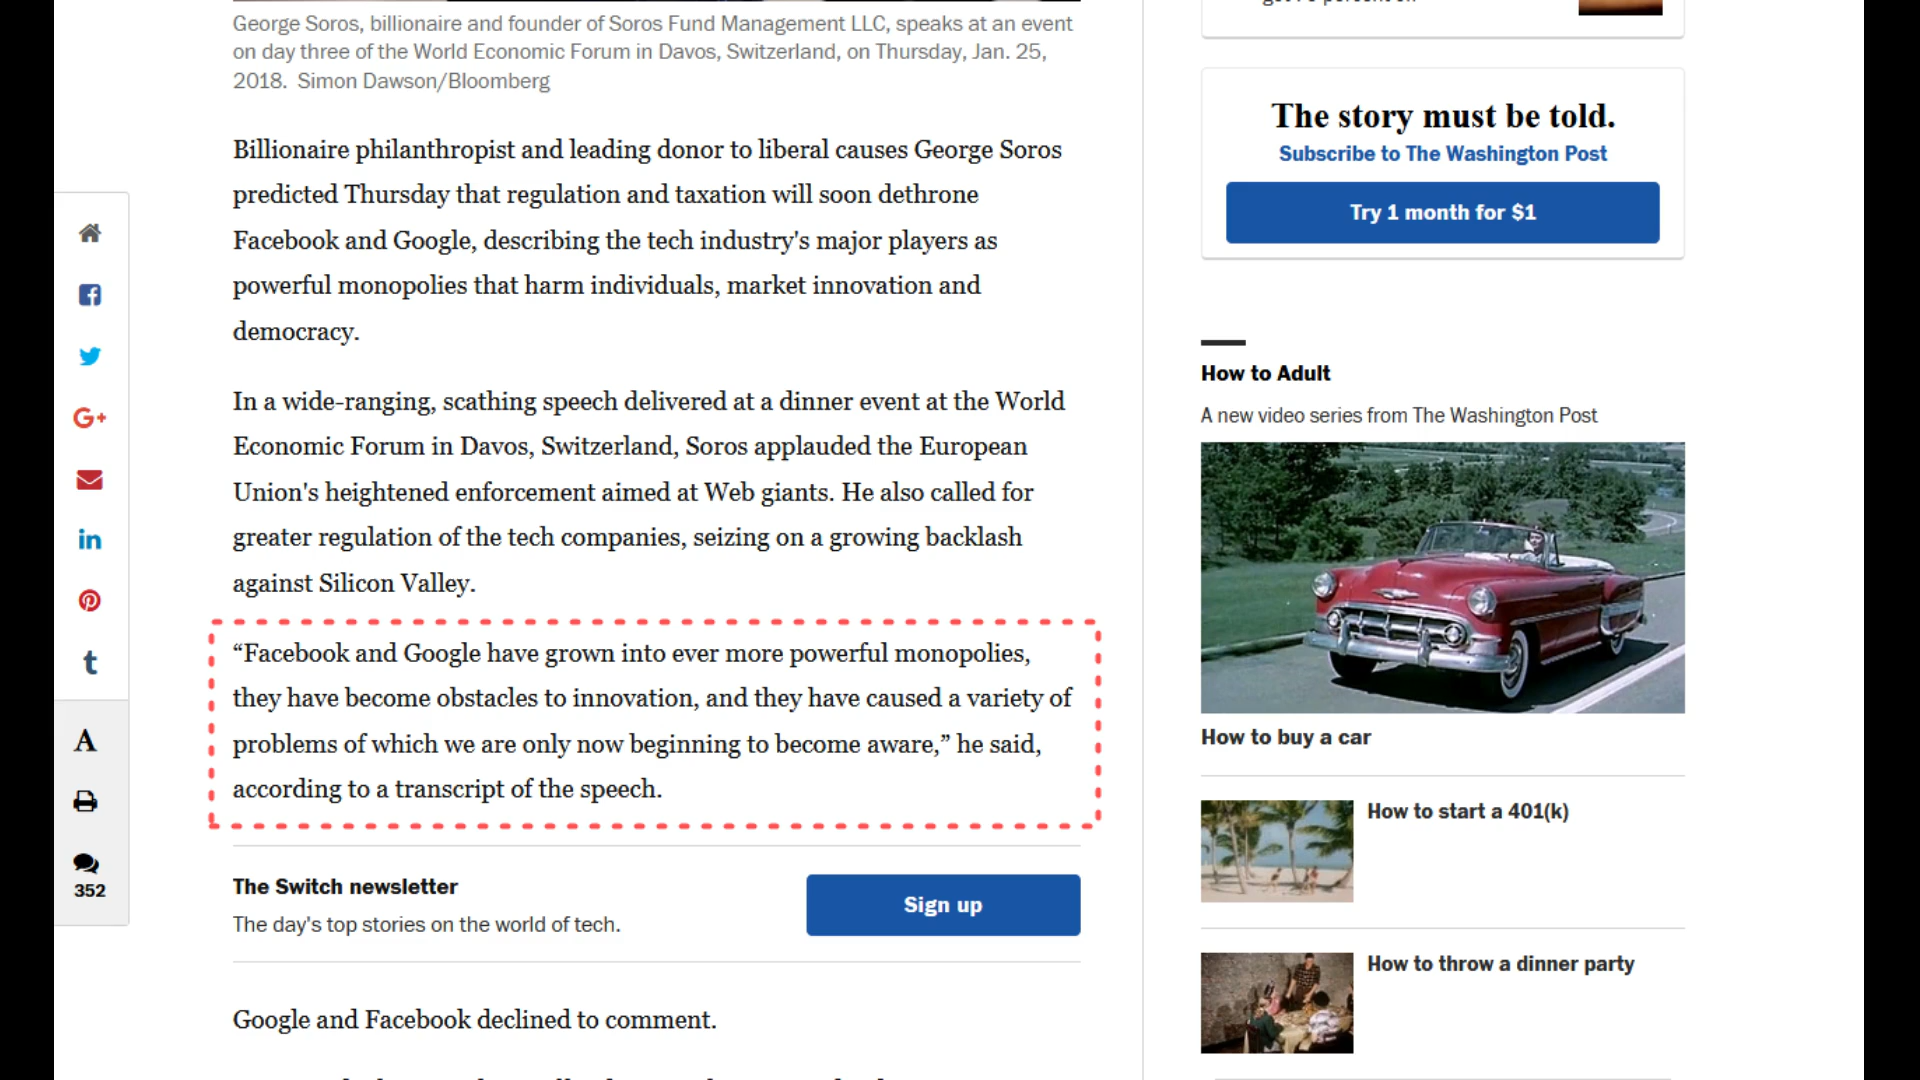 George Soros, billionaire and founder of Soros Fund Management LLC, speaks at an event
on day three of the World Economic Forum in Davos, Switzerland, on Thursday, Jan. 25,
2018. Simon Dawson/Bloomberg
Billionaire philanthropist and leading donor to liberal causes George Soros
predicted Thursday that regulation and taxation will soon dethrone
Facebook and Google, describing the tech industry's major players as
powerful monopolies that harm individuals, market innovation and
democracy.
In a wide-ranging, scathing speech delivered at a dinner event at the World
Economic Forum in Davos, Switzerland, Soros applauded the European
Union's heightened enforcement aimed at Web giants. He also called for
greater regulation of the tech companies, seizing on a growing backlash
against Silicon Valley.
“Facebook and Google have grown into ever more powerful monopolies,
they have become obstacles to innovation, and they have caused a variety of
problems of which we are only now beginning to become aware,” he said,
according to a transcript of the speech.
The Switch newsletter
The day's top stories on the world of tech.
Sign up
Google and Facebook declined to comment.
G+
in
t
A
352
The story must be told.
Subscribe to The Washington Post
Try 1 month for $1
How to Adult
A new video series from The Washington Post
How to buy a car
How to start a 401(k)
How to throw a dinner party